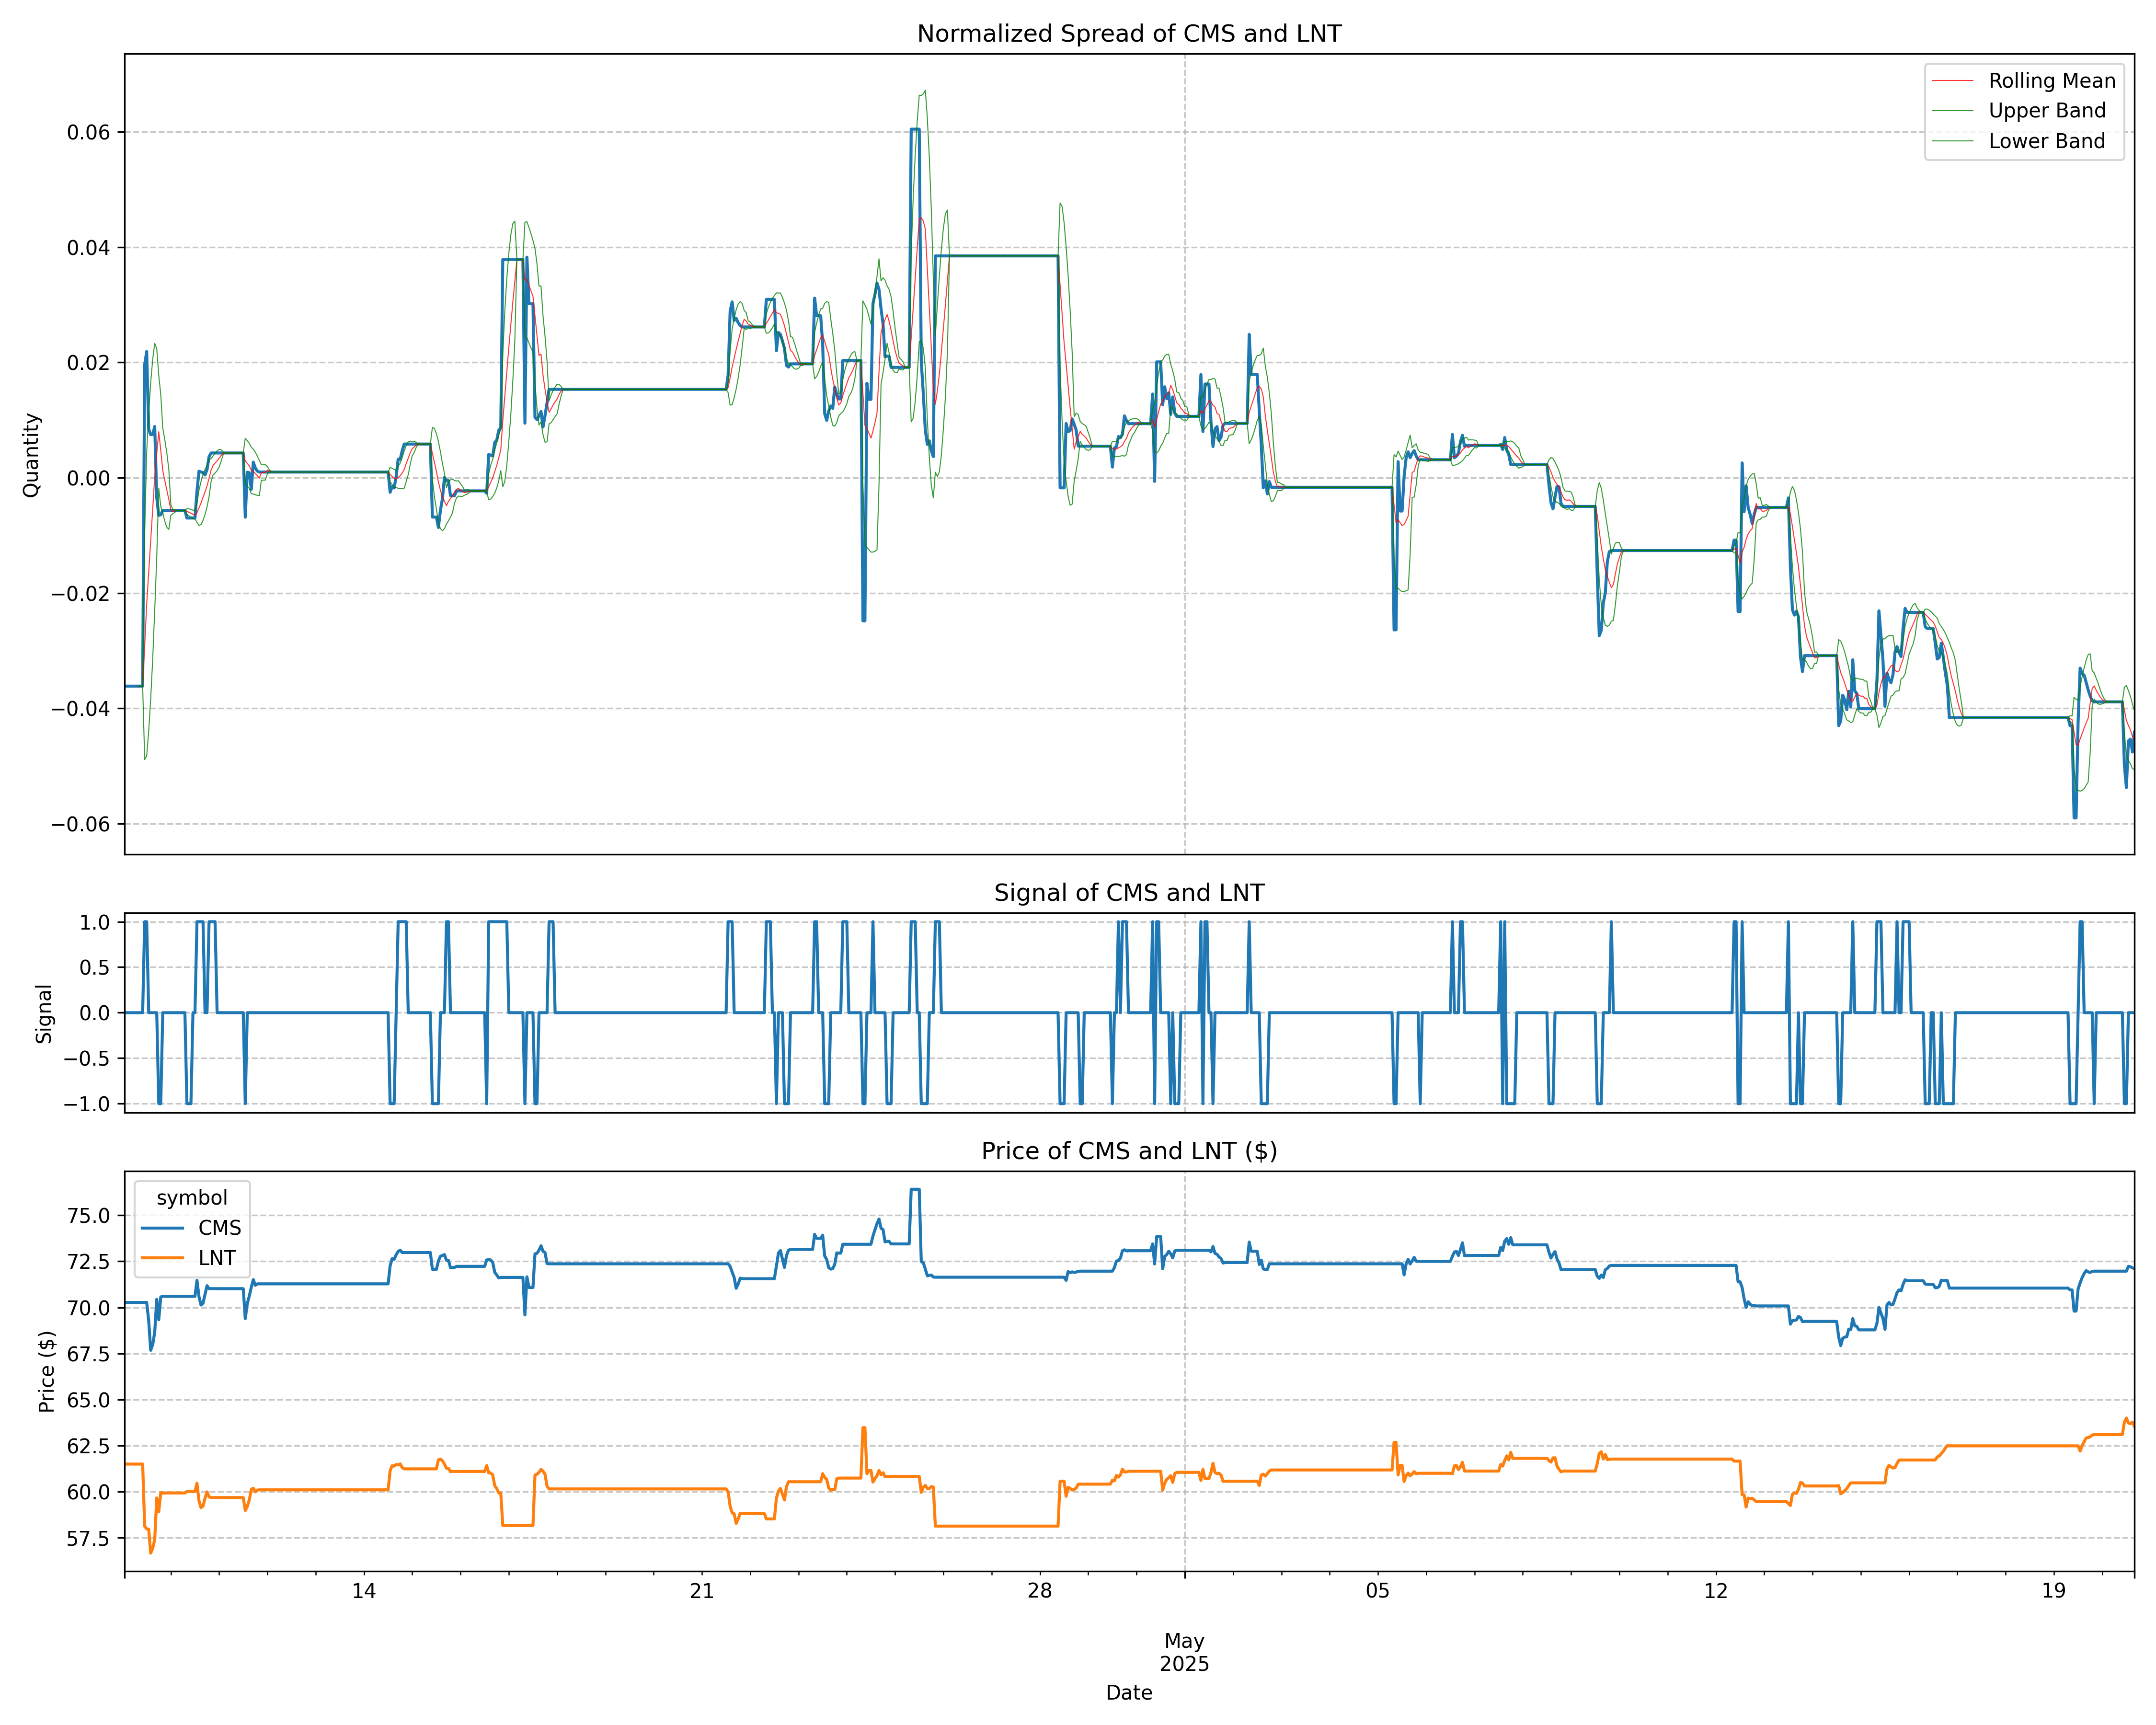 Normalized Spread of CMS and LNT
Rolling Mean
Upper Band
Lower Band
0.06
0.04
0.02
0.00
−0.02
−0.04
−0.06
Quantity
Signal of CMS and LNT
1.0
0.5
0.0
−0.5
−1.0
Signal
Price of CMS and LNT ($)
symbol
CMS
LNT
75.0
72.5
70.0
67.5
65.0
62.5
60.0
57.5
Price ($)
14
21
28
05
12
19
May
2025
Date